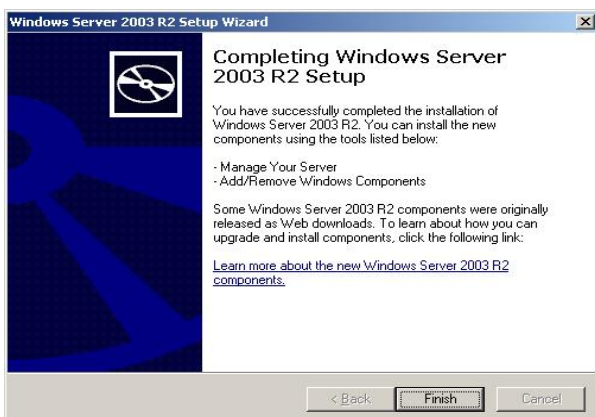 Windows Server 2003 R2 Setup Wizard
Completing Windows Server
2003 R2 Setup
You have successfully completed the installation of
Windows Server 2003 R2. You can install the new
components using the tools listed below:
- Manage Your Server
- Add/Remove Windows Components
Some Windows Server 2003 R2 components were originally
released as Web downloads. To learn about how you can
upgrade and install components, click the following link:
Learn more about the new Windows Server 2003 R2
components.
< Back Finish Cancel